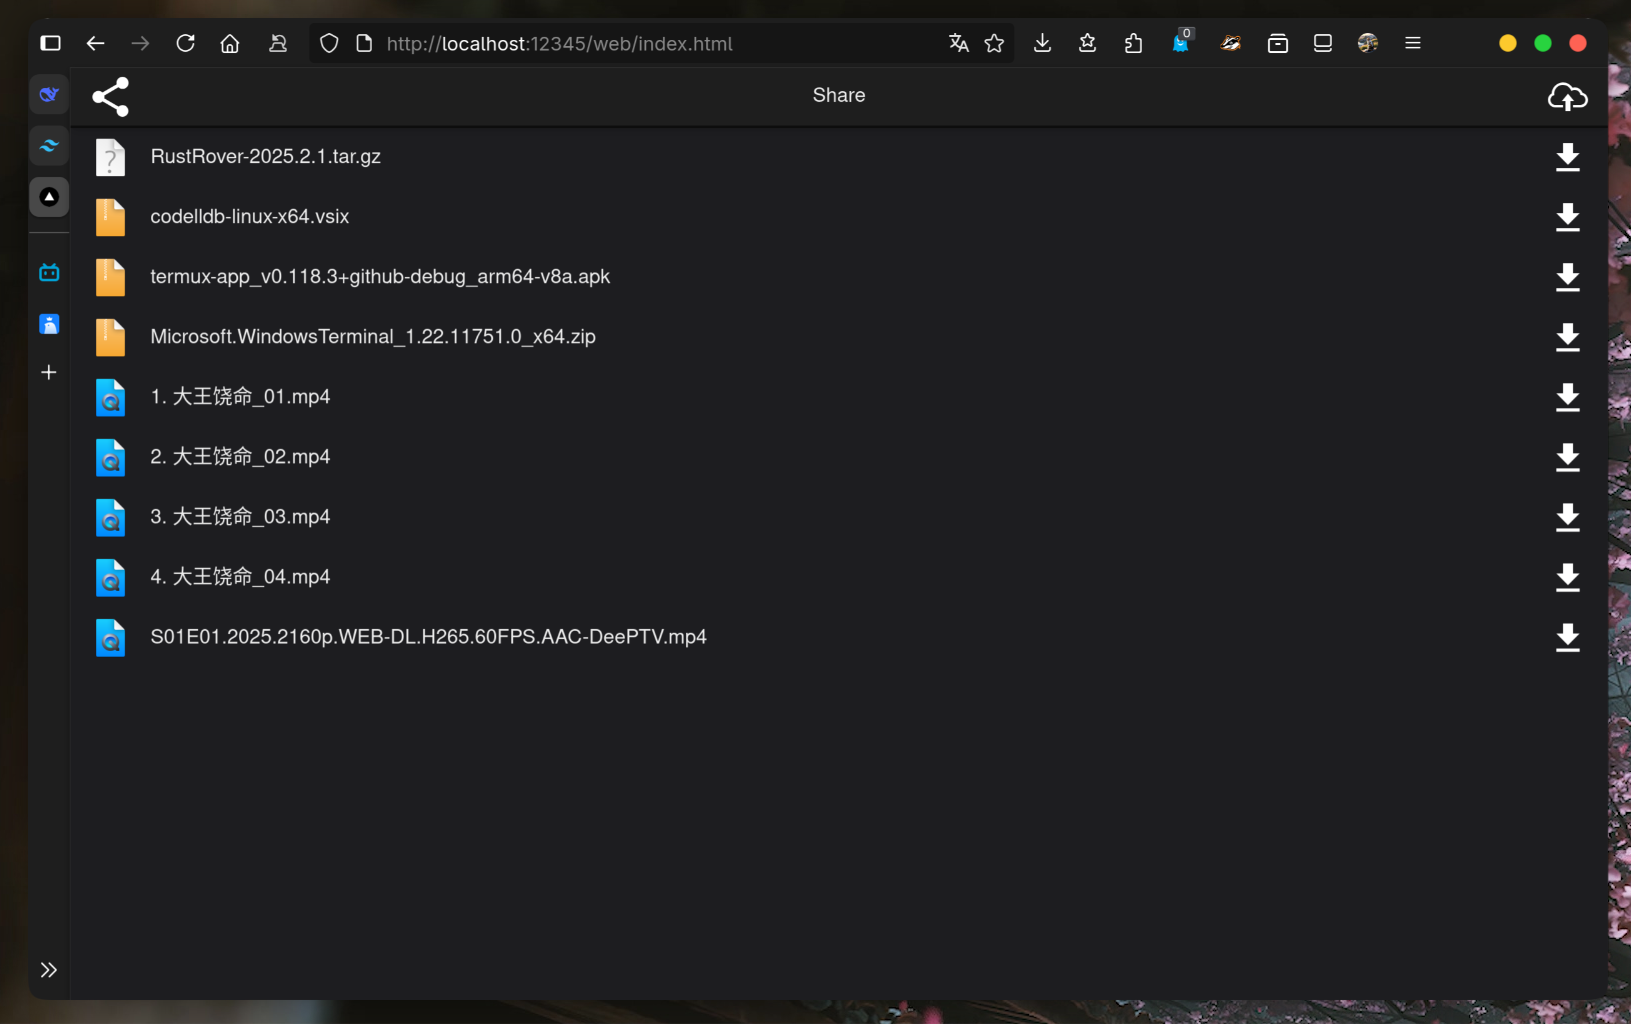 http://localhost:12345/web/index.html
0
Share
RustRover-2025.2.1.tar.gz
codelldb-linux-x64.vsix
termux-app_v0.118.3+github-debug_arm64-v8a.apk
Microsoft.WindowsTerminal_1.22.11751.0_x64.zip
1. 大王饶命_01.mp4
2. 大王饶命_02.mp4
3. 大王饶命_03.mp4
4. 大王饶命_04.mp4
S01E01.2025.2160p.WEB-DL.H265.60FPS.AAC-DeePTV.mp4